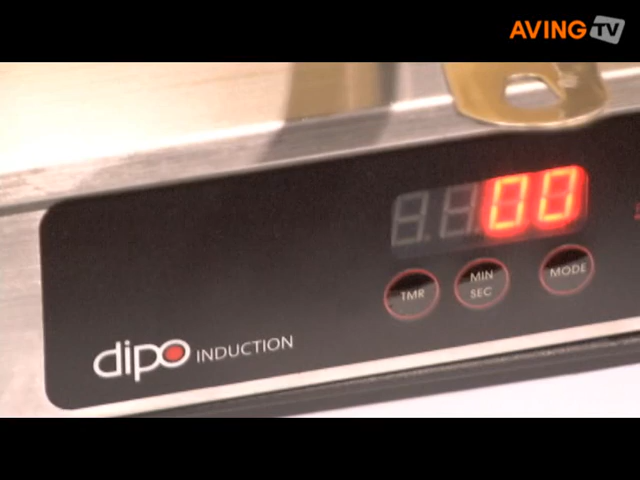 AVING TV
00
TMR
MIN
SEC
MODE
dipo INDUCTION